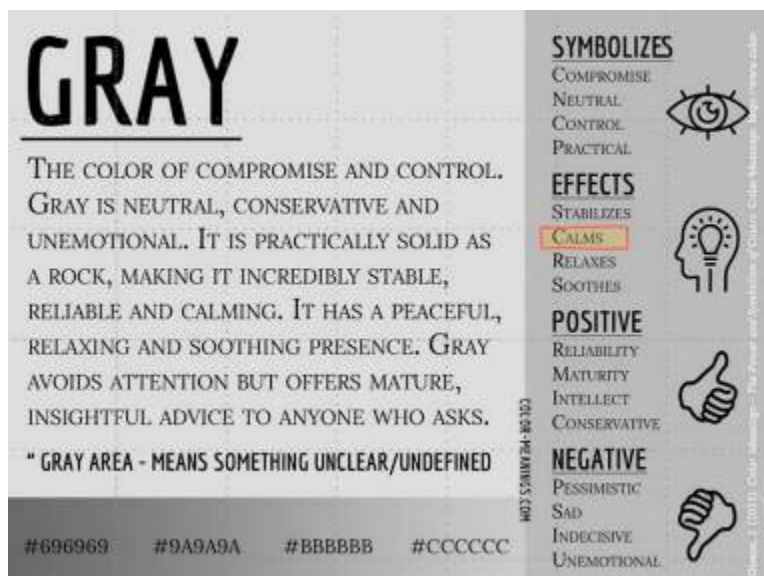 GRAY
THE COLOR OF COMPROMISE AND CONTROL.
GRAY IS NEUTRAL, CONSERVATIVE AND
UNEMOTIONAL. IT IS PRACTICALLY SOLID AS
A ROCK, MAKING IT INCREDIBLY STABLE,
RELIABLE AND CALMING. IT HAS A PEACEFUL,
RELAXING AND SOOTHING PRESENCE. GRAY
AVOIDS ATTENTION BUT OFFERS MATURE,
INSIGHTFUL ADVICE TO ANYONE WHO ASKS.
" GRAY AREA - MEANS SOMETHING UNCLEAR/UNDEFINED
#696969 #9A9A9A #BBBBBB #CCCCCC
COLOR-MEANINGS.COM
SYMBOLIZES
COMPROMISE
NEUTRAL
CONTROL
PRACTICAL
EFFECTS
STABILIZES
CALMS
RELAXES
SOOTHES
POSITIVE
RELIABILITY
MATURITY
INTELLECT
CONSERVATIVE
NEGATIVE
PESSIMISTIC
SAD
INDECISIVE
UNEMOTIONAL